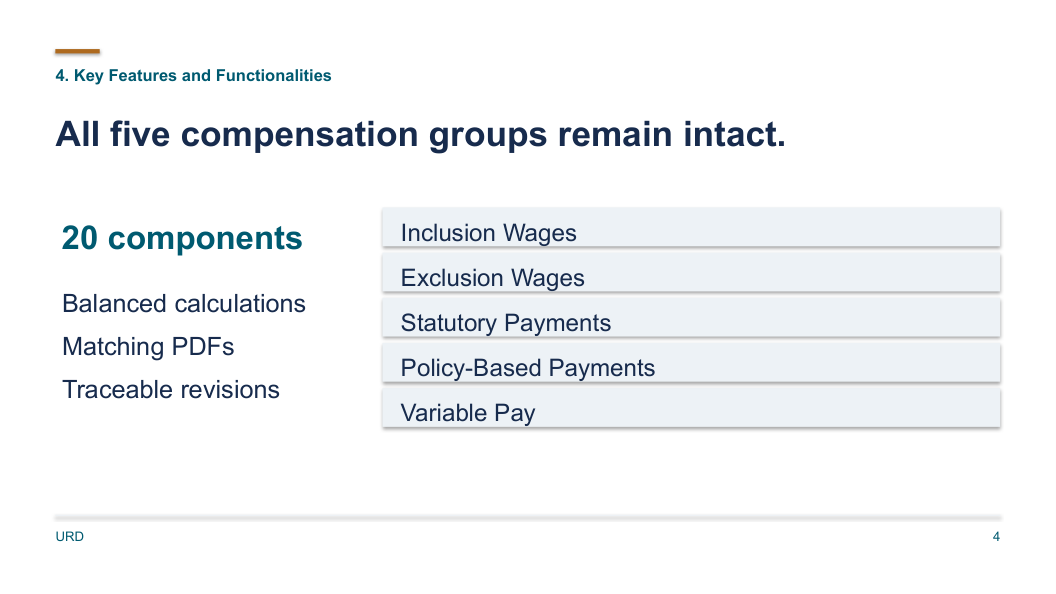 4. Key Features and Functionalities
All five compensation groups remain intact.
20 components
Balanced calculations
Matching PDFs
Traceable revisions
Inclusion Wages
Exclusion Wages
Statutory Payments
Policy-Based Payments
Variable Pay
URD
4